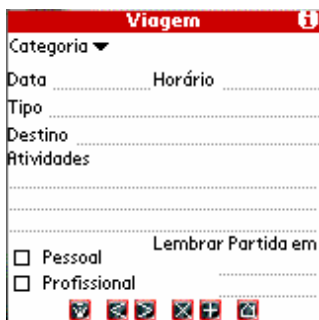 Viagem
Categoria
Data Horário
Tipo
Destino
Atividades
Lembrar Partida em
Pessoal
Profissional